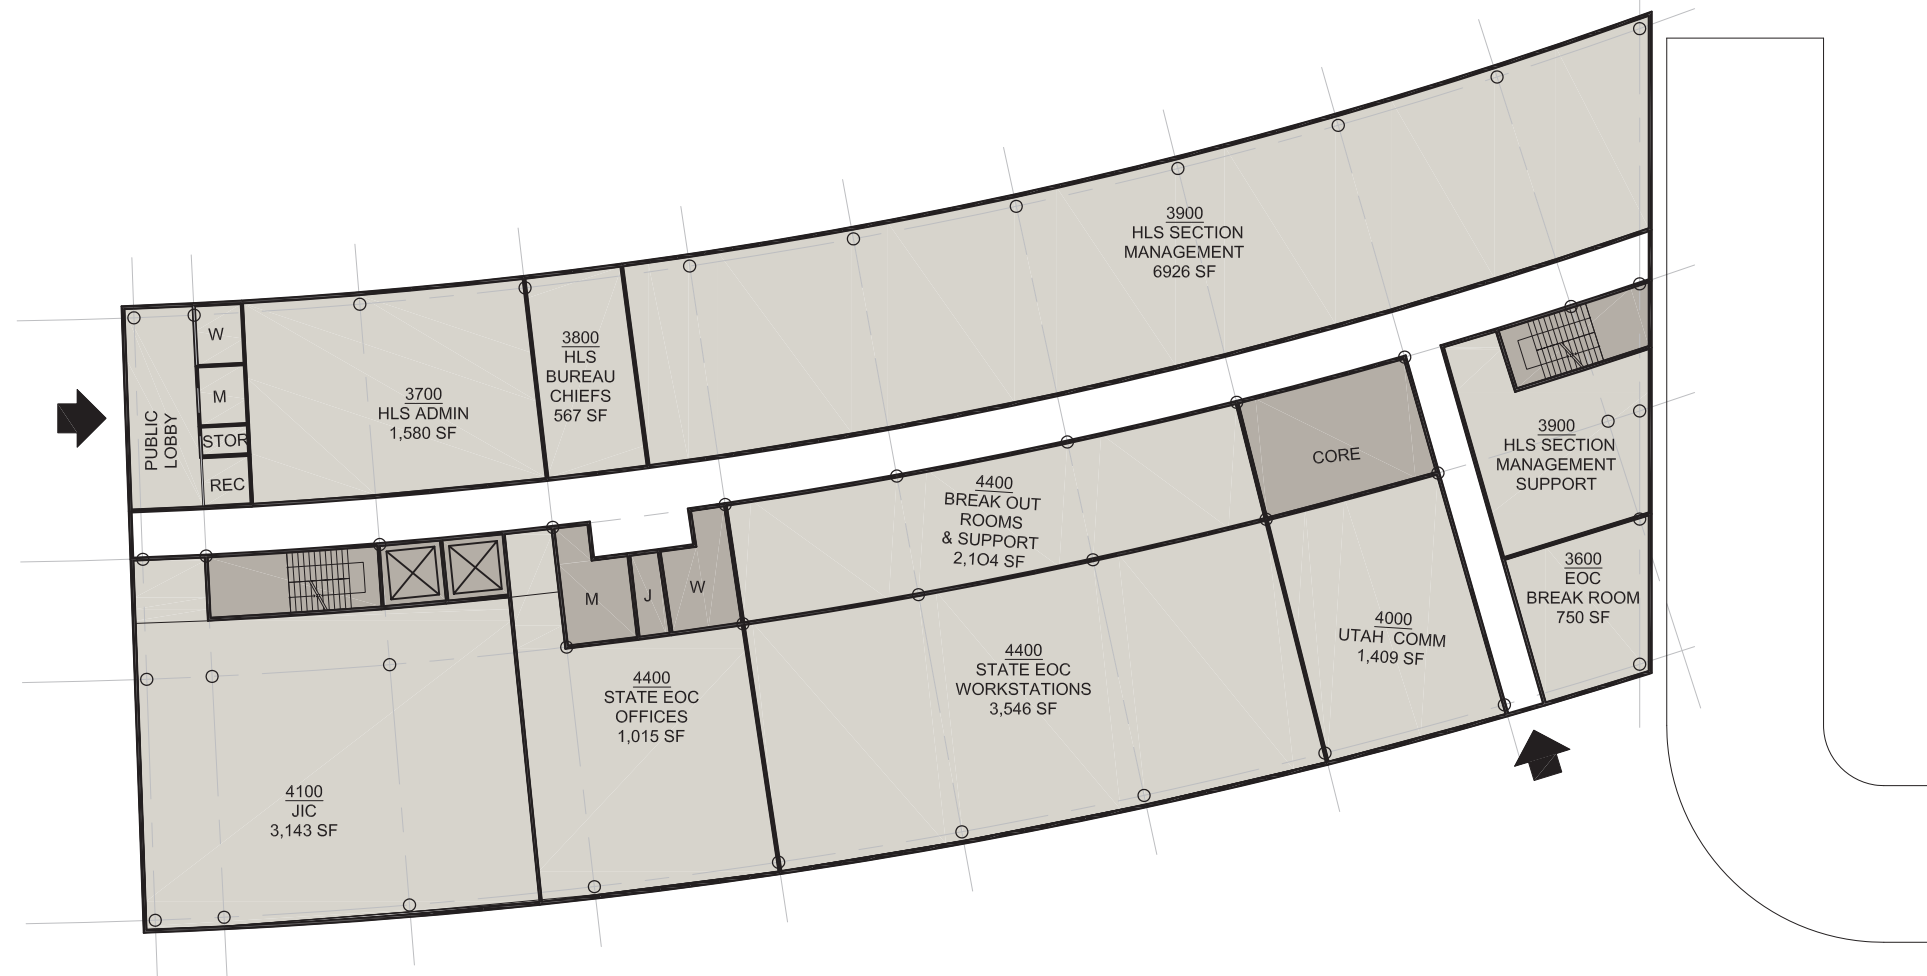 3900
HLS SECTION
MANAGEMENT
6926 SF
W
M
STOR
REC
PUBLIC
LOBBY
3700
HLS ADMIN
1,580 SF
3800
HLS
BUREAU
CHIEFS
567 SF
CORE
3900
HLS SECTION
MANAGEMENT
SUPPORT
4400
BREAK OUT
ROOMS
& SUPPORT
2,1O4 SF
M
J
W
3600
EOC
BREAK ROOM
750 SF
4000
UTAH COMM
1,409 SF
4400
STATE EOC
OFFICES
1,015 SF
4400
STATE EOC
WORKSTATIONS
3,546 SF
4100
JIC
3,143 SF